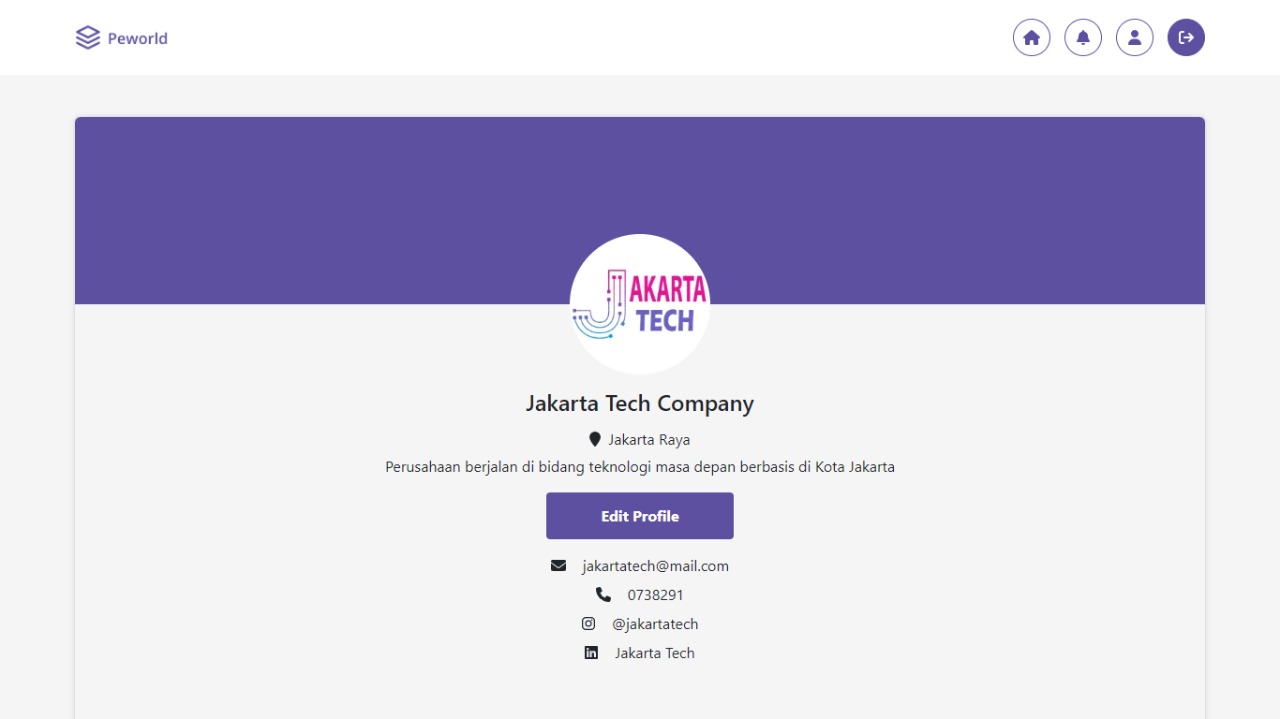 Peworld
JAKARTA
TECH
Jakarta Tech Company
Jakarta Raya
Perusahaan berjalan di bidang teknologi masa depan berbasis di Kota Jakarta
Edit Profile
jakartatech@mail.com
0738291
@jakartatech
Jakarta Tech